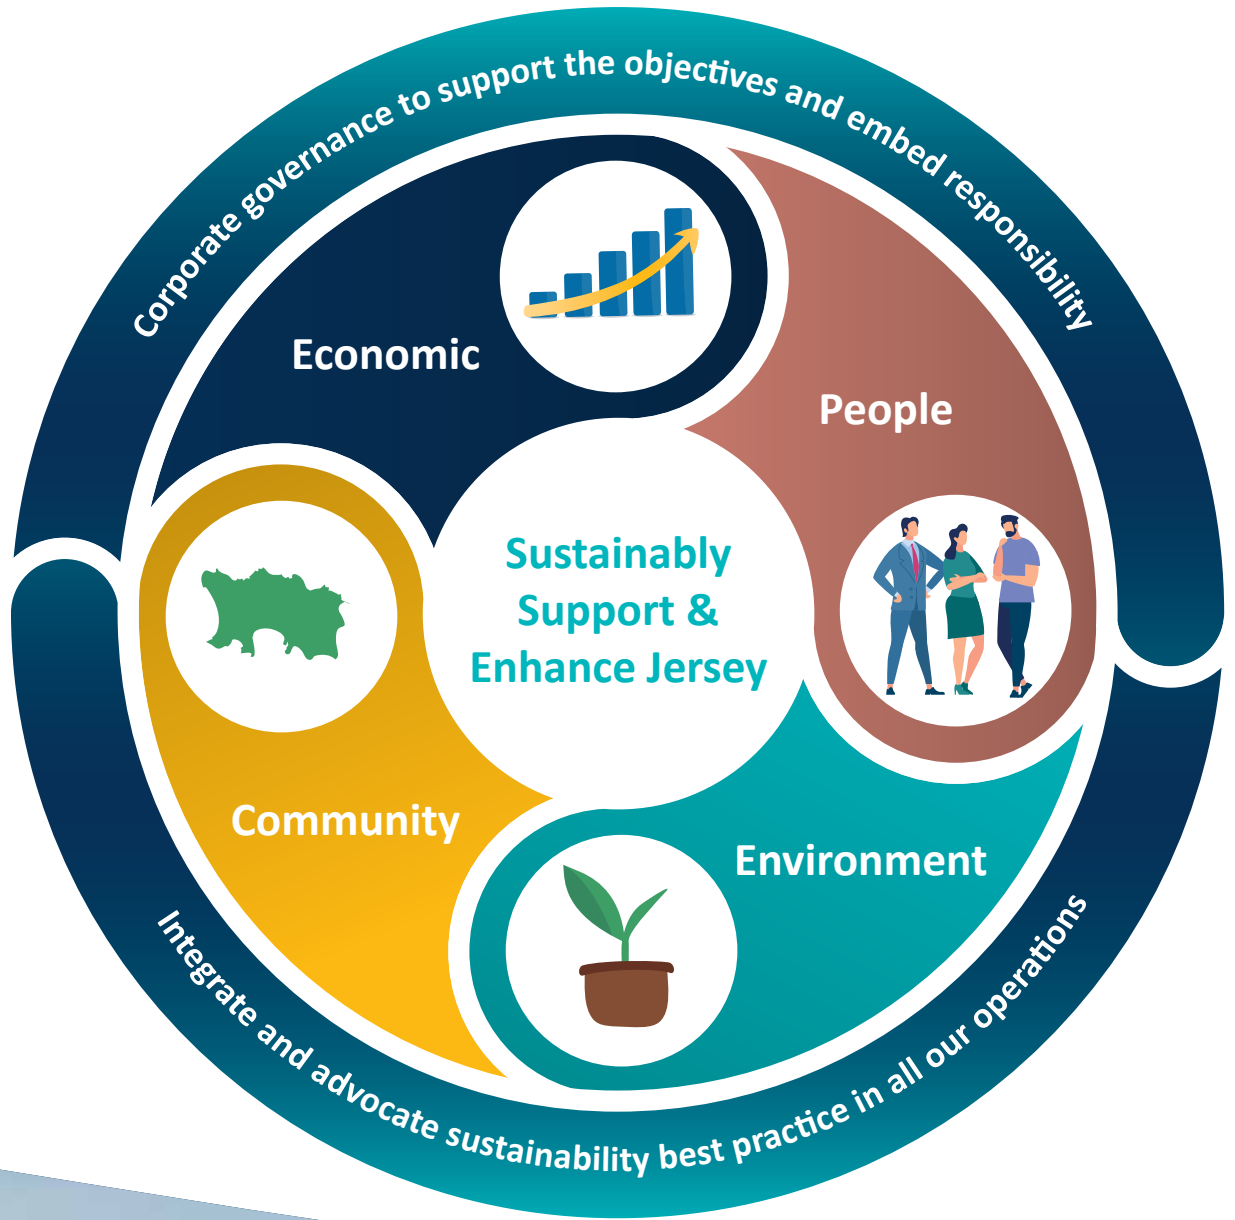 Corporate governance to support the objectives and embed responsibility
Economic
People
Sustainably
Support &
Enhance Jersey
Community
Environment
Integrate and advocate sustainability best practice in all our operations